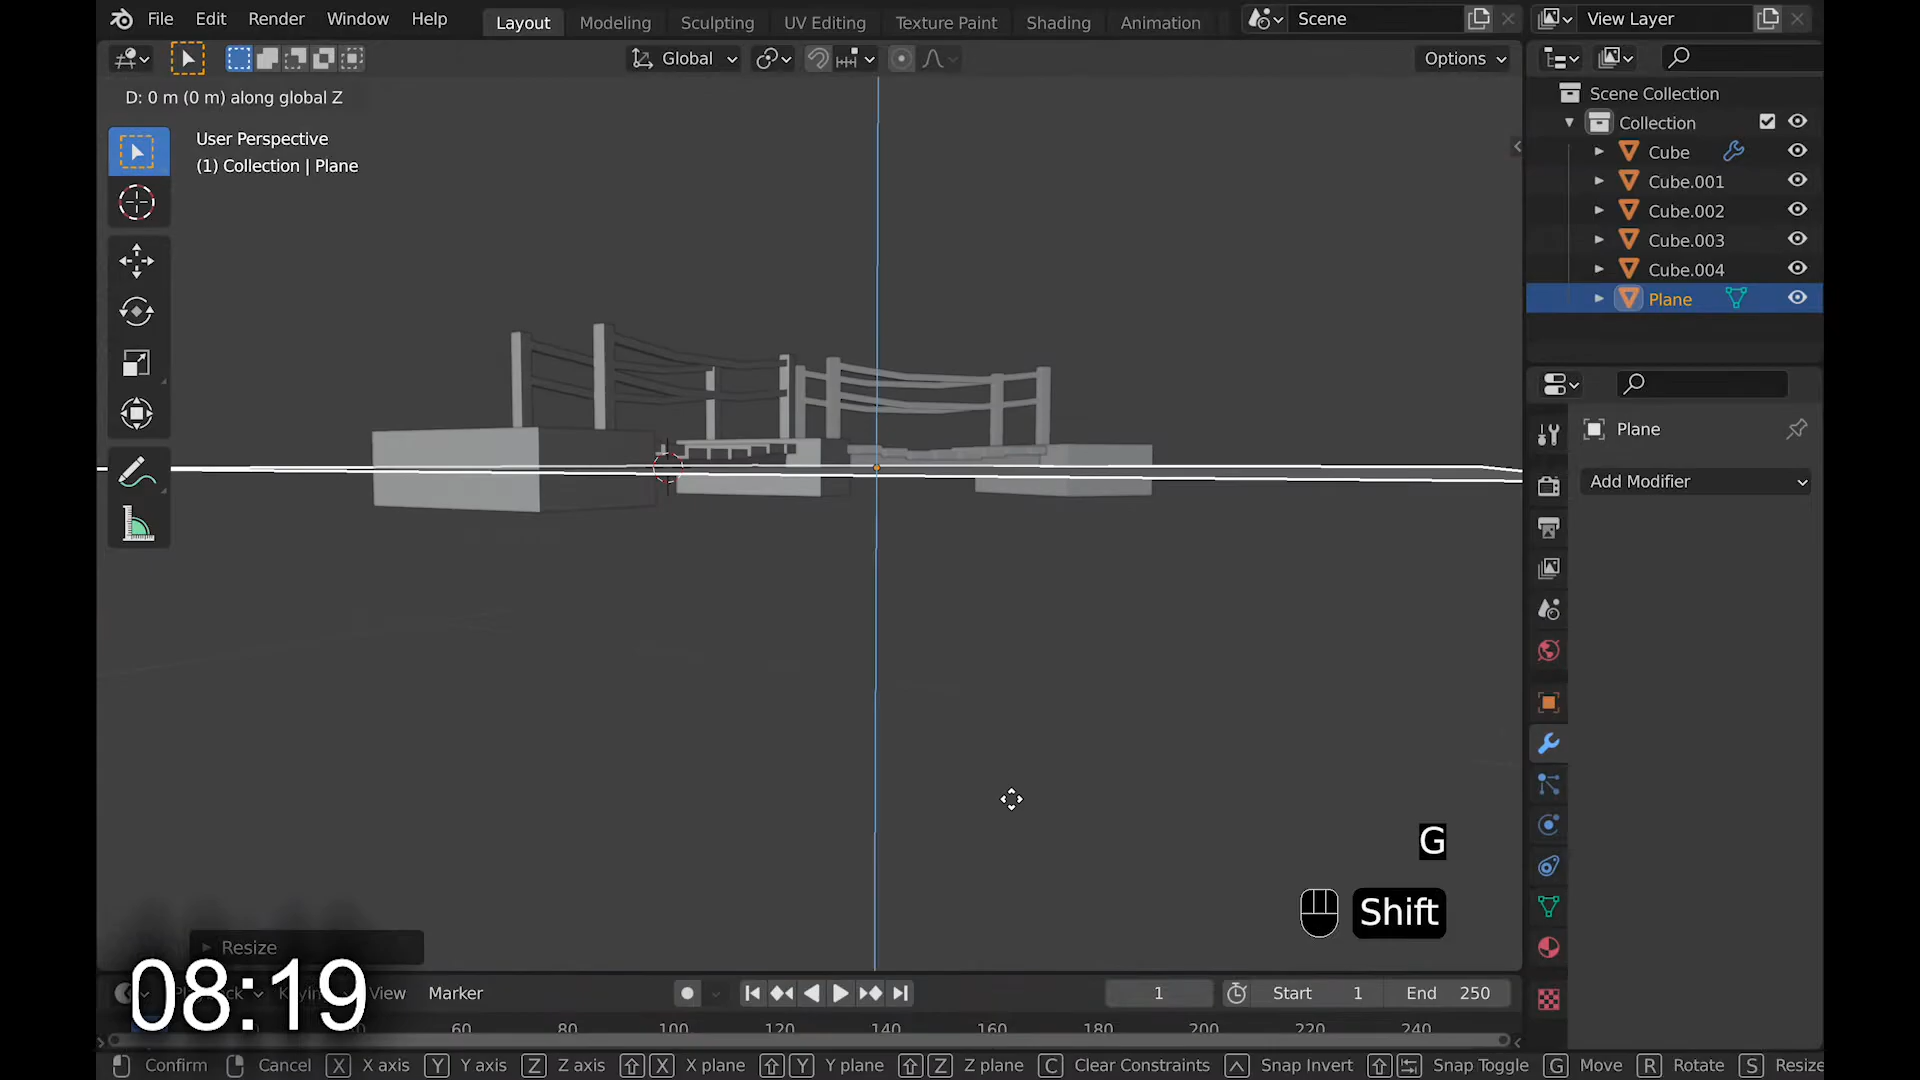 File Edit Render Window Help
Layout Modeling Sculpting UV Editing Texture Paint Shading Animation
Scene
View Layer
Global
Options
D: 0 m (0 m) along global Z
User Perspective
(1) Collection | Plane
Scene Collection
Collection
Cube
Cube.001
Cube.002
Cube.003
Cube.004
Plane
Plane
Add Modifier
G
Shift
Resize
08:19
View Marker
1
Start 1
End 250
60 80 100 120 140 160 180 200 220 240
Confirm Cancel X X axis Y Y axis Z Z axis X X plane Y Y plane Z Z plane C Clear Constraints Snap Invert Snap Toggle G Move R Rotate S Resize